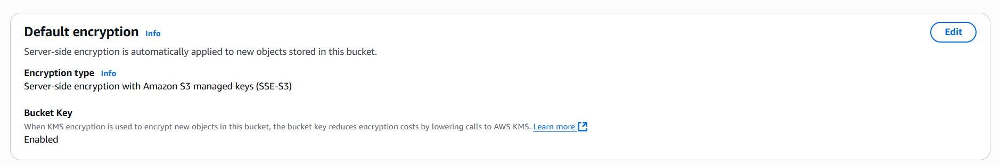 Default encryption Info
Edit
Server-side encryption is automatically applied to new objects stored in this bucket.
Encryption type Info
Server-side encryption with Amazon S3 managed keys (SSE-S3)
Bucket Key
When KMS encryption is used to encrypt new objects in this bucket, the bucket key reduces encryption costs by lowering calls to AWS KMS. Learn more
Enabled